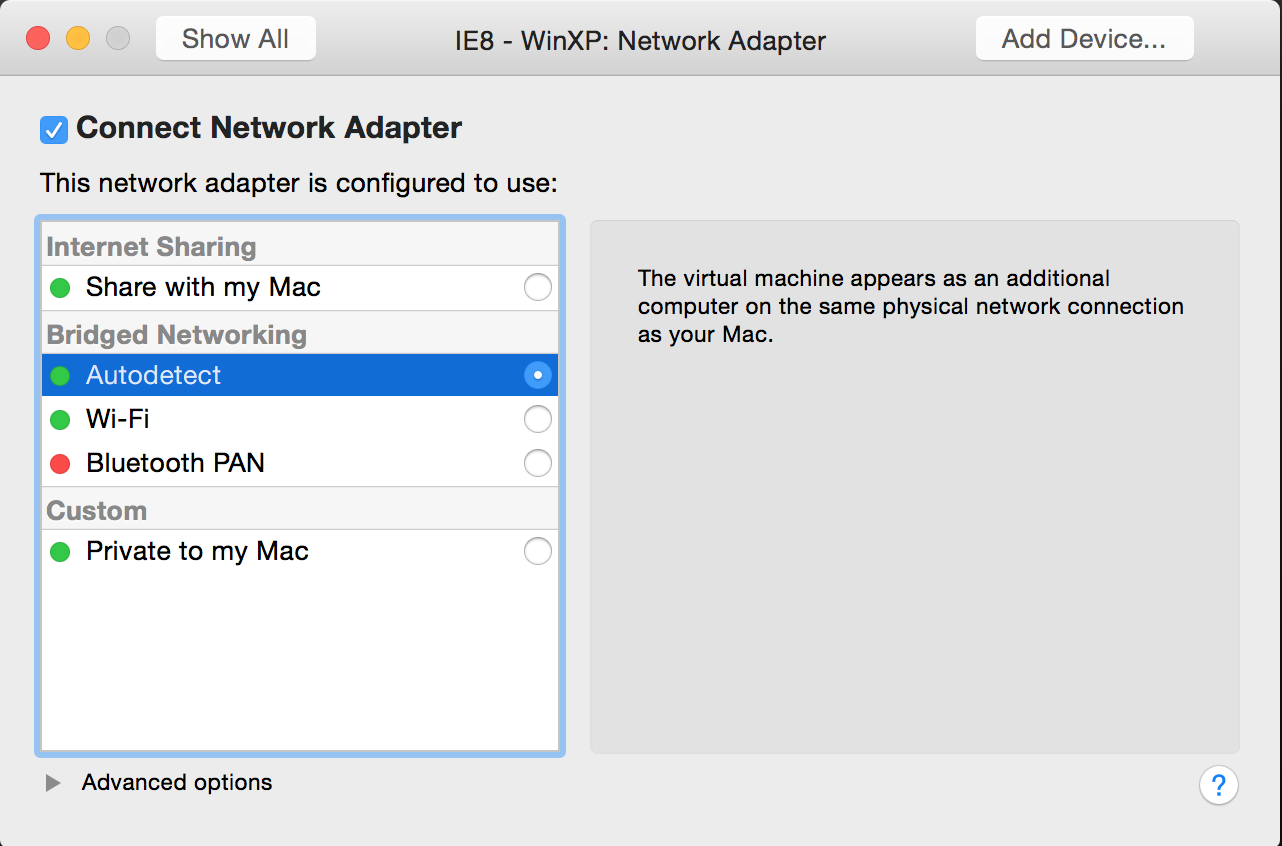 Show All
IE8 - WinXP: Network Adapter
Add Device...
Connect Network Adapter
This network adapter is configured to use:
Internet Sharing
Share with my Mac
Bridged Networking
Autodetect
Wi-Fi
Bluetooth PAN
Custom
Private to my Mac
The virtual machine appears as an additional
computer on the same physical network connection
as your Mac.
Advanced options
?